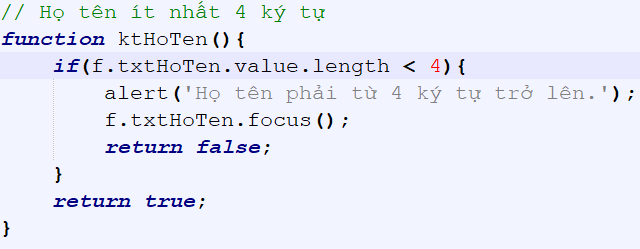 // Họ tên ít nhất 4 ký tự
function ktHoTen(){
    if(f.txtHoTen.value.length < 4){
        alert('Họ tên phải từ 4 ký tự trở lên.');
        f.txtHoTen.focus();
        return false;
    }
    return true;
}